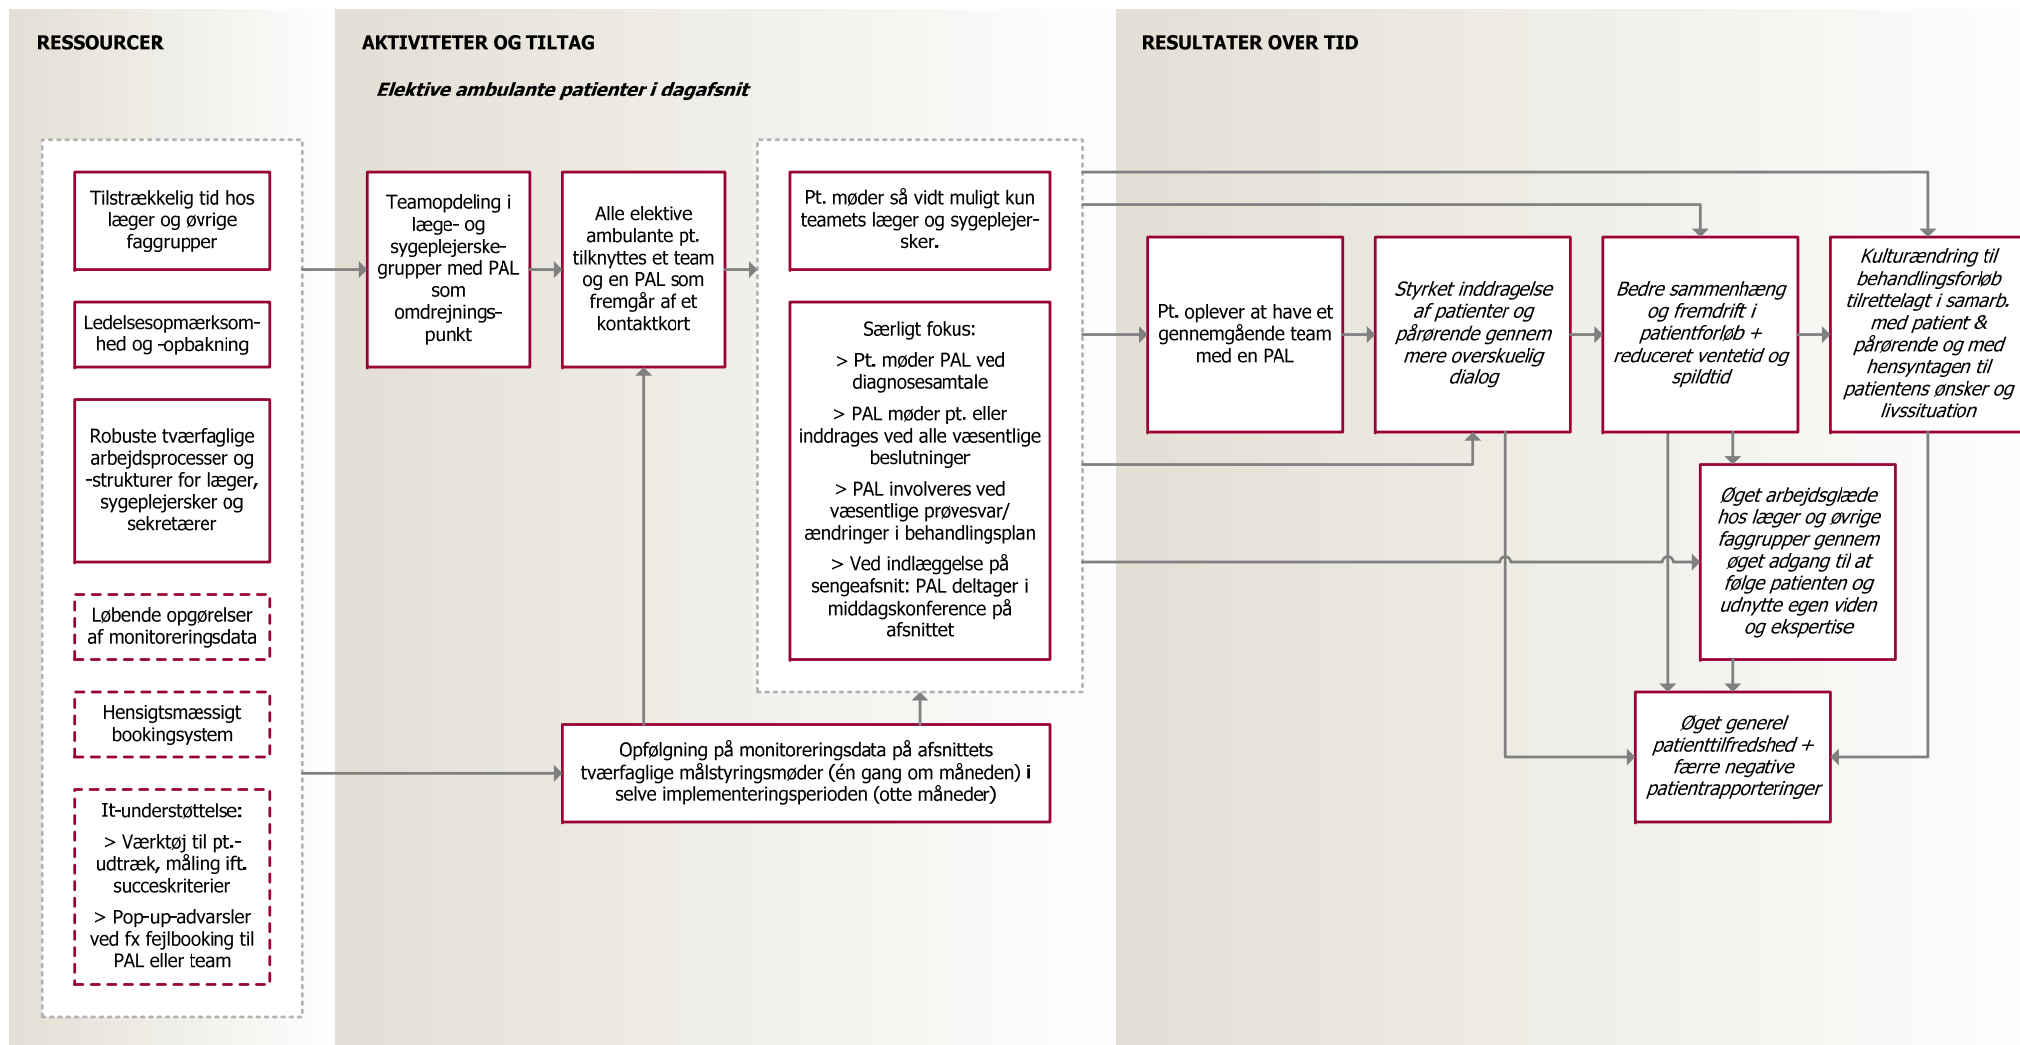 RESSOURCER
Tilstrækkelig tid hos
læger og øvrige
faggrupper
Ledelsesopmærksom-
hed og -opbakning
Robuste tværfaglige
arbejdsprocesser og
-strukturer for læger,
sygeplejersker og
sekretærer
Løbende opgørelser
af monitoreringsdata
Hensigtsmæssigt
bookingsystem
It-understøttelse:
> Værktøj til pt.-
udtræk, måling ift.
succeskriterier
> Pop-up-advarsler
ved fx fejlbooking til
PAL eller team
AKTIVITETER OG TILTAG
Elektive ambulante patienter i dagafsnit
Teamopdeling i
læge- og
sygeplejerske-
grupper med PAL
som
omdrejnings-
punkt
Alle elektive
ambulante pt.
tilknyttes et team
og en PAL som
fremgår af et
kontaktkort
Pt. møder så vidt muligt kun
teamets læger og sygeplejer-
sker.
Særligt fokus:
> Pt. møder PAL ved
diagnosesamtale
> PAL møder pt. eller
inddrages ved alle væsentlige
beslutninger
> PAL involveres ved
væsentlige prøvesvar/
ændringer i behandlingsplan
> Ved indlæggelse på
sengeafsnit: PAL deltager i
middagskonference på
afsnittet
Opfølgning på monitoreringsdata på afsnittets
tværfaglige målstyringsmøder (én gang om måneden) i
selve implementeringsperioden (otte måneder)
RESULTATER OVER TID
Pt. oplever at have et
gennemgående team
med en PAL
Styrket inddragelse
af patienter og
pårørende gennem
mere overskuelig
dialog
Bedre sammenhæng
og fremdrift i
patientforløb +
reduceret ventetid og
spildtid
Kulturændring til
behandlingsforløb
tilrettelagt i samarb.
med patient &
pårørende og med
hensyntagen til
patientens ønsker og
livssituation
Øget arbejdsglæde
hos læger og øvrige
faggrupper gennem
øget adgang til at
følge patienten og
udnytte egen viden
og ekspertise
Øget generel
patienttilfredshed +
færre negative
patientrapporteringer